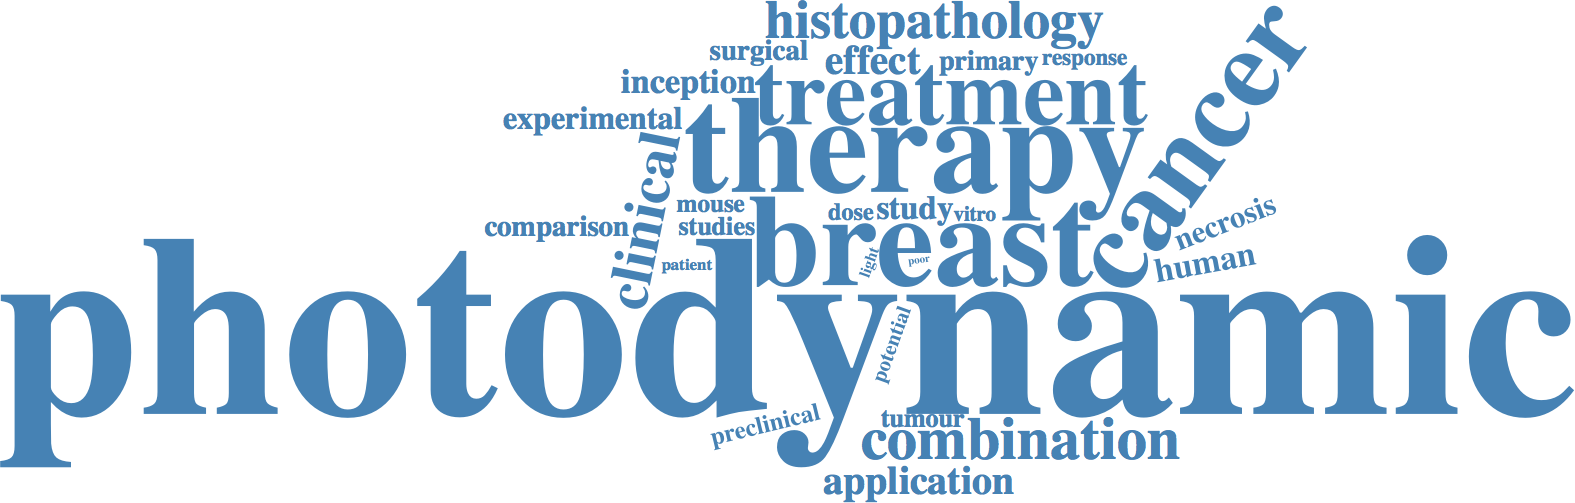 histopathology
surgical
effect
primary
response
cancer
inception
treatment
experimental
therapy
clinical
mouse
dose
study
vitro
comparison
studies
breast
necrosis
human
patient
light
poor
photodynamic
potential
preclinical
tumour
combination
application